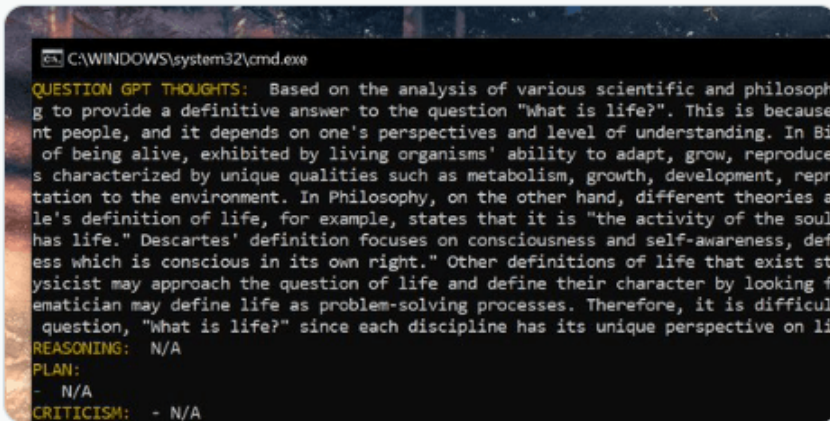 C:\WINDOWS\system32\cmd.exe
QUESTION GPT THOUGHTS: Based on the analysis of various scientific and philosoph
g to provide a definitive answer to the question "What is life?". This is because
nt people, and it depends on one's perspectives and level of understanding. In Bi
of being alive, exhibited by living organisms' ability to adapt, grow, reproduce
s characterized by unique qualities such as metabolism, growth, development, repr
tation to the environment. In Philosophy, on the other hand, different theories a
le's definition of life, for example, states that it is "the activity of the soul
has life." Descartes' definition focuses on consciousness and self-awareness, def
ess which is conscious in its own right." Other definitions of life that exist st
ysicist may approach the question of life and define their character by looking f
ematician may define life as problem-solving processes. Therefore, it is difficul
question, "What is life?" since each discipline has its unique perspective on li
REASONING: N/A
PLAN:
- N/A
CRITICISM: - N/A